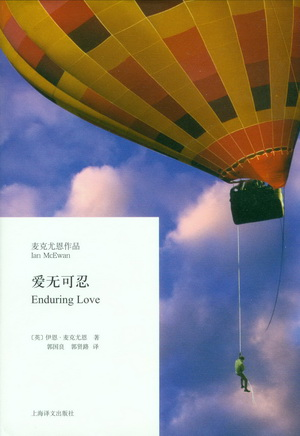 麦克尤恩作品
Ian McEwan
爱无可忍
Enduring Love
〔英〕伊恩·麦克尤恩 著
郭国良 郭贤路 译
上海译文出版社